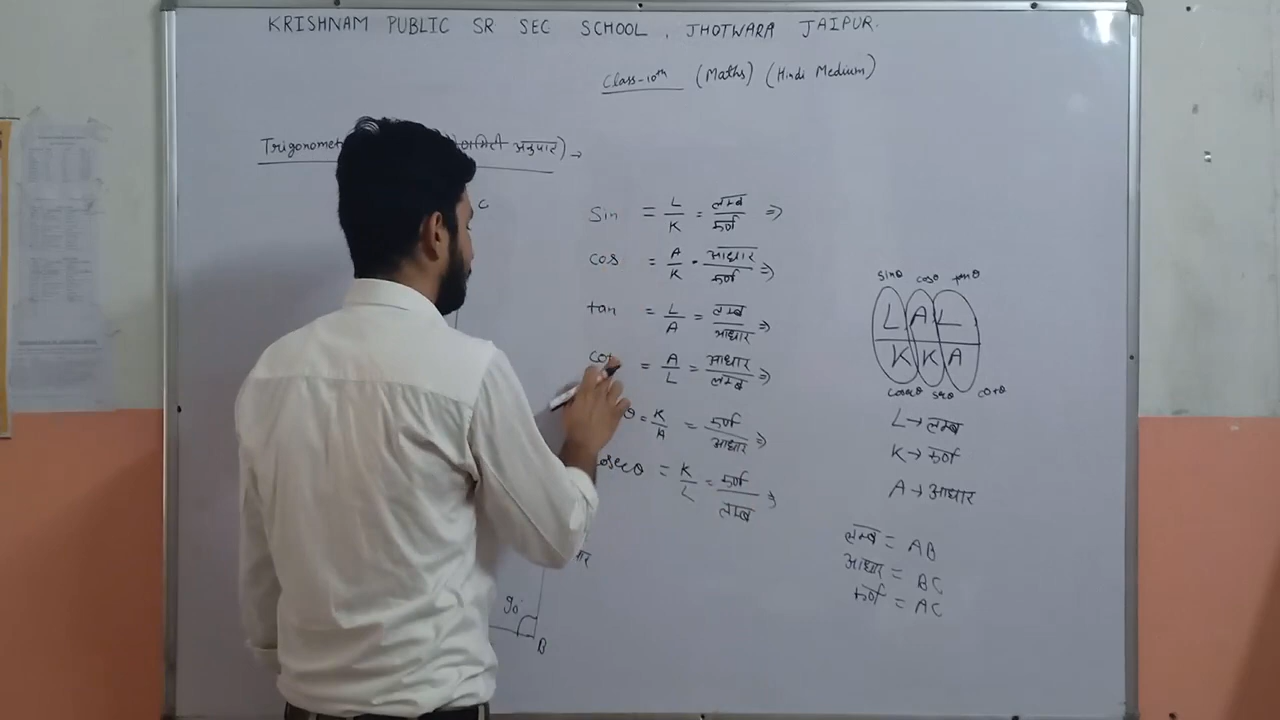 KRISHNAM PUBLIC SR SEC SCHOOL, JHOTWARA JAIPUR.
Class-10th (Maths) (Hindi Medium)
Trigonomet अनुपात) →
C
Sin = L/K = लम्ब/कर्ण ⇒
cos = A/K = आधार/कर्ण ⇒
tan = L/A = लम्ब/आधार ⇒
cot = A/L = आधार/लम्ब ⇒
θ = K/A = कर्ण/आधार ⇒
cosecθ = K/L = कर्ण/लम्ब ⇒
90°
B
sinθ cosθ tanθ
L A L
K K A
cosecθ secθ cotθ
L → लम्ब
K → कर्ण
A → आधार
लम्ब = AB
आधार = BC
कर्ण = AC